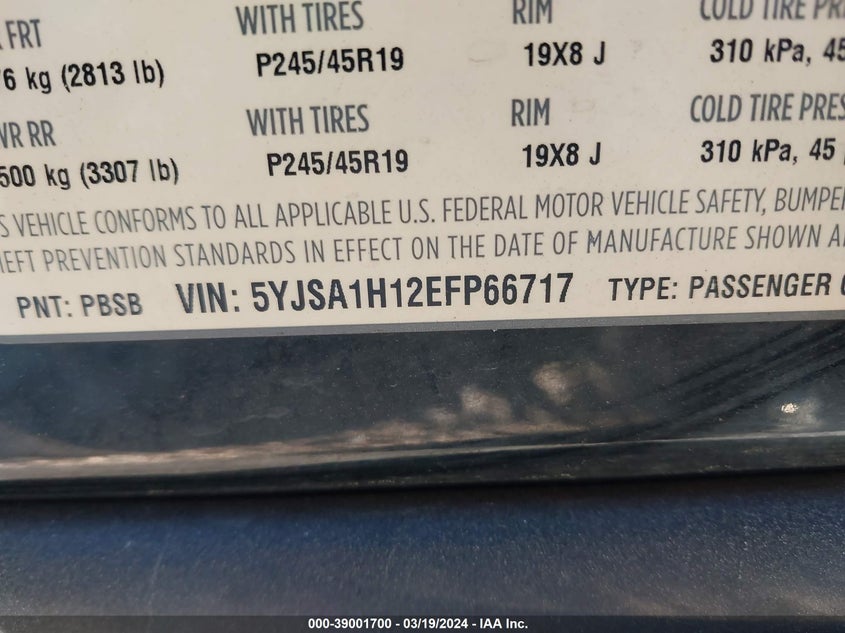 FRT WITH TIRES RIM COLD TIRE PRE
6 kg (2813 lb) P245/45R19 19X8 J 310 kPa, 45
WR RR WITH TIRES RIM COLD TIRE PRES
500 kg (3307 lb) P245/45R19 19X8 J 310 kPa, 45
S VEHICLE CONFORMS TO ALL APPLICABLE U.S. FEDERAL MOTOR VEHICLE SAFETY, BUMPER
HEFT PREVENTION STANDARDS IN EFFECT ON THE DATE OF MANUFACTURE SHOWN A
PNT: PBSB VIN: 5YJSA1H12EFP66717 TYPE: PASSENGER
000-39001700 - 03/19/2024 - IAA Inc.